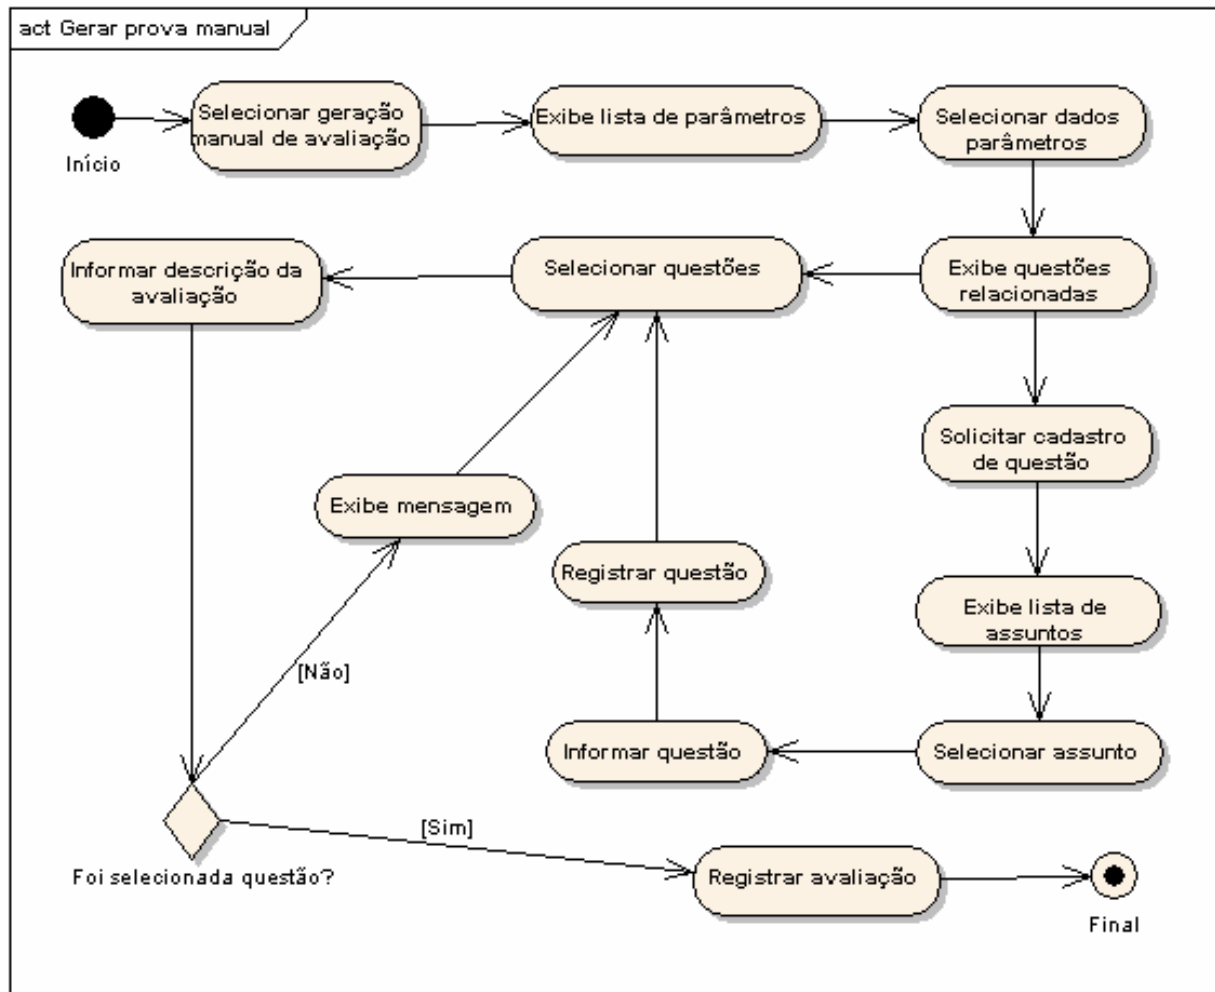 act Gerar prova manual
Selecionar geração
manual de avaliação
Exibe lista de parâmetros
Selecionar dados
parâmetros
Início
Informar descrição da
avaliação
Selecionar questões
Exibe questões
relacionadas
Solicitar cadastro
de questão
Exibe mensagem
Registrar questão
Exibe lista de
assuntos
[Não]
Informar questão
Selecionar assunto
[Sim]
Foi selecionada questão?
Registrar avaliação
Final